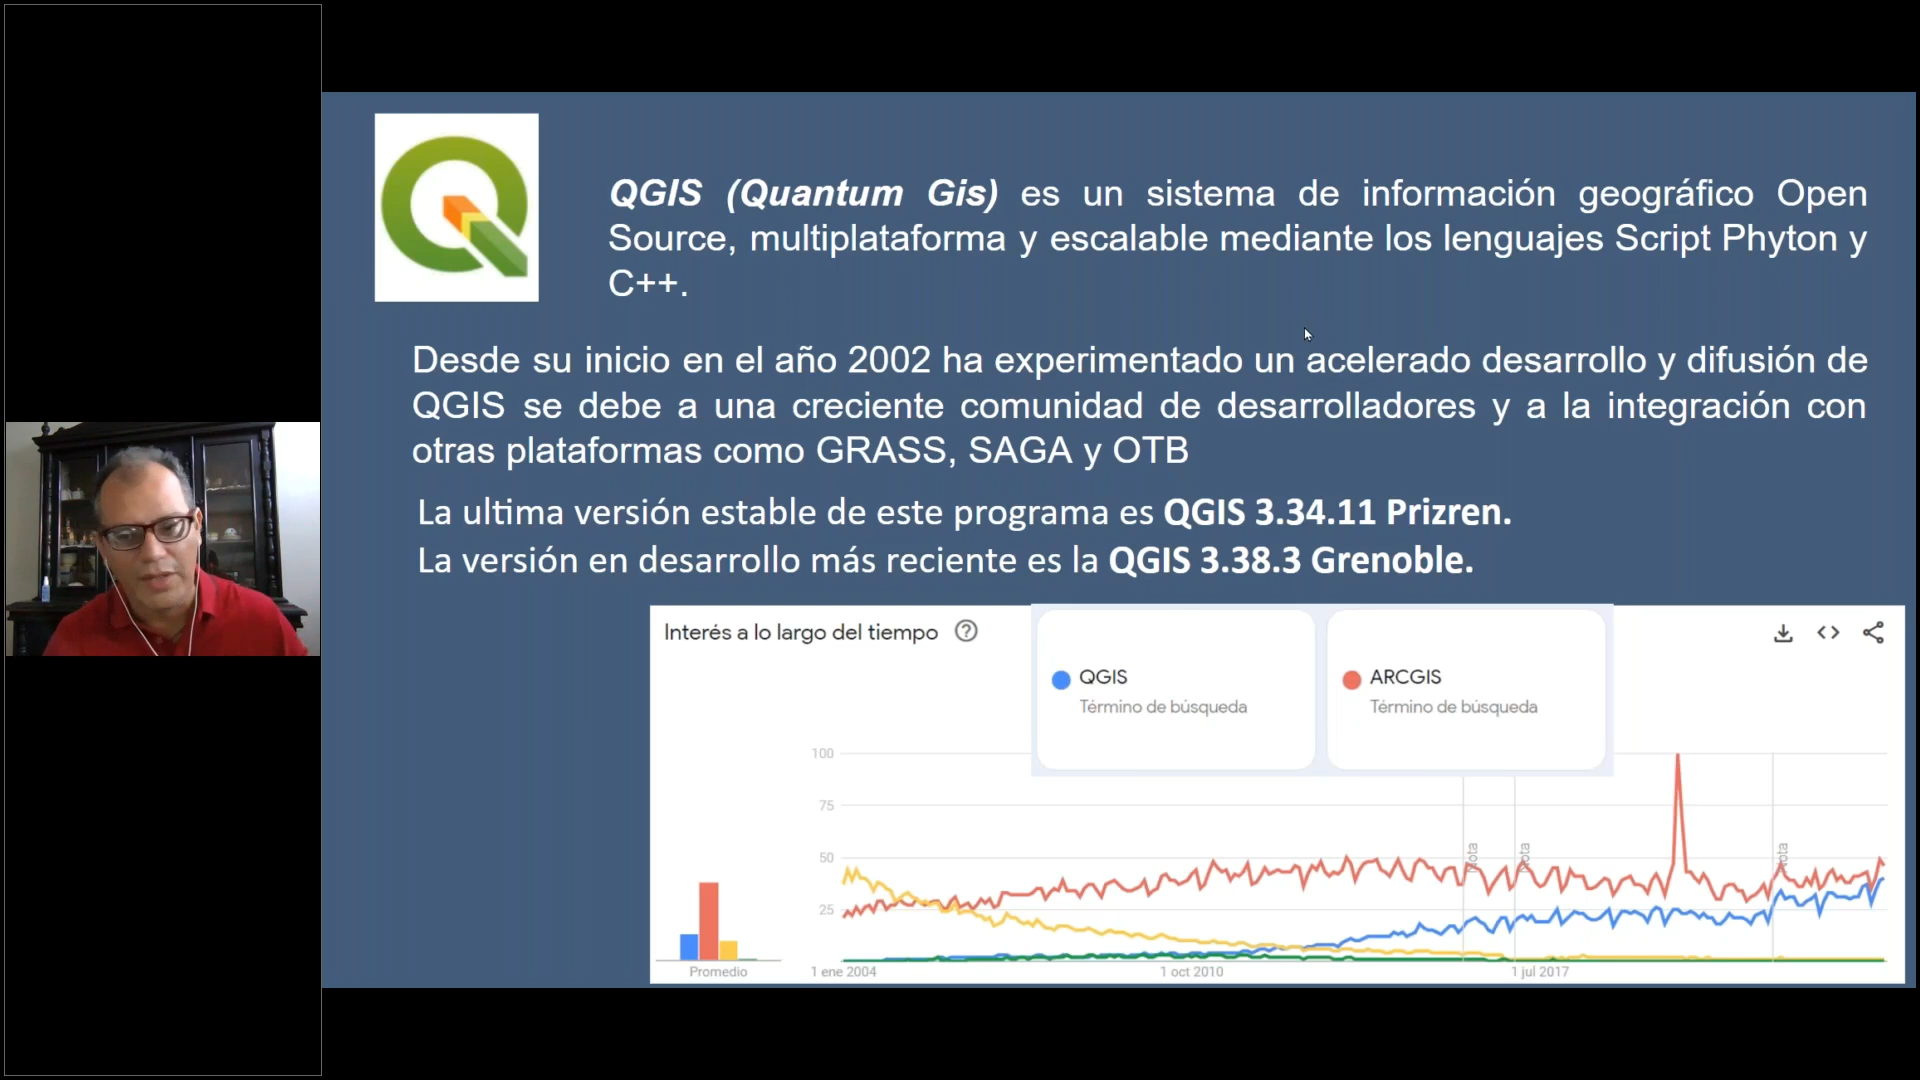 QGIS (Quantum Gis) es un sistema de información geográfico Open
Source, multiplataforma y escalable mediante los lenguajes Script Phyton y
C++.
Desde su inicio en el año 2002 ha experimentado un acelerado desarrollo y difusión de
QGIS se debe a una creciente comunidad de desarrolladores y a la integración con
otras plataformas como GRASS, SAGA y OTB
La ultima versión estable de este programa es QGIS 3.34.11 Prizren.
La versión en desarrollo más reciente es la QGIS 3.38.3 Grenoble.
Interés a lo largo del tiempo
QGIS
Término de búsqueda
ARCGIS
Término de búsqueda
100
75
50
25
Nota
Nota
Nota
Promedio
1 ene 2004
1 oct 2010
1 jul 2017